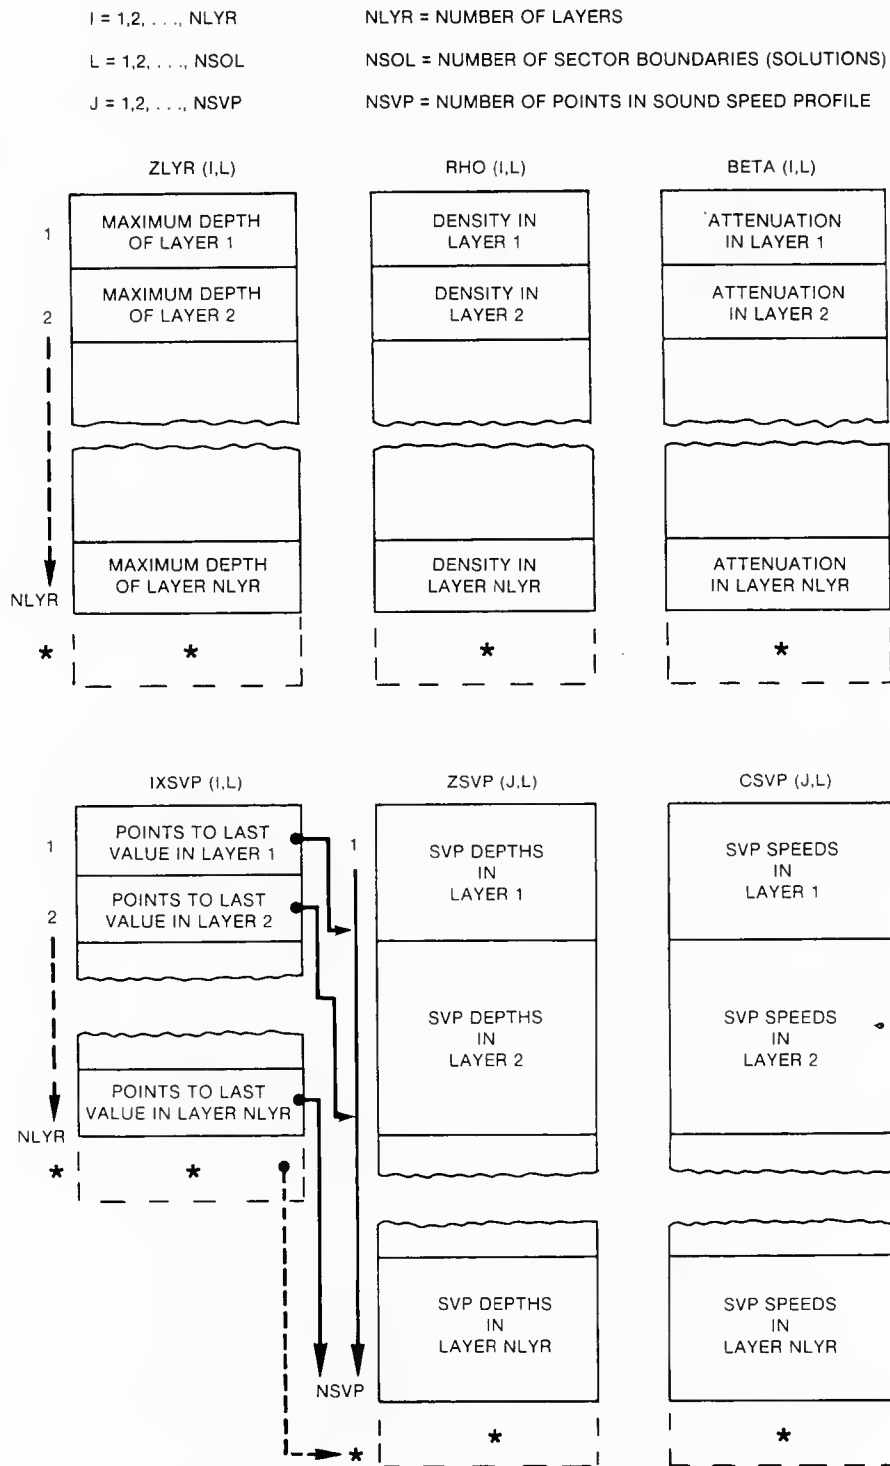 I = 1,2, . . ., NLYR NLYR = NUMBER OF LAYERS
L = 1,2, . . ., NSOL NSOL = NUMBER OF SECTOR BOUNDARIES (SOLUTIONS)
J = 1,2, . . ., NSVP NSVP = NUMBER OF POINTS IN SOUND SPEED PROFILE
ZLYR (I,L) RHO (I,L) BETA (I,L)
1
MAXIMUM DEPTH
OF LAYER 1
DENSITY IN
LAYER 1
ATTENUATION
IN LAYER 1
2
MAXIMUM DEPTH
OF LAYER 2
DENSITY IN
LAYER 2
ATTENUATION
IN LAYER 2
MAXIMUM DEPTH
OF LAYER NLYR
DENSITY IN
LAYER NLYR
ATTENUATION
IN LAYER NLYR
NLYR
* * * *
IXSVP (I,L) ZSVP (J,L) CSVP (J,L)
1
POINTS TO LAST
VALUE IN LAYER 1
1
SVP DEPTHS
IN
LAYER 1
SVP SPEEDS
IN
LAYER 1
2
POINTS TO LAST
VALUE IN LAYER 2
SVP DEPTHS
IN
LAYER 2
SVP SPEEDS
IN
LAYER 2
POINTS TO LAST
VALUE IN LAYER NLYR
NLYR
* *
SVP DEPTHS
IN
LAYER NLYR
SVP SPEEDS
IN
LAYER NLYR
NSVP
* * *